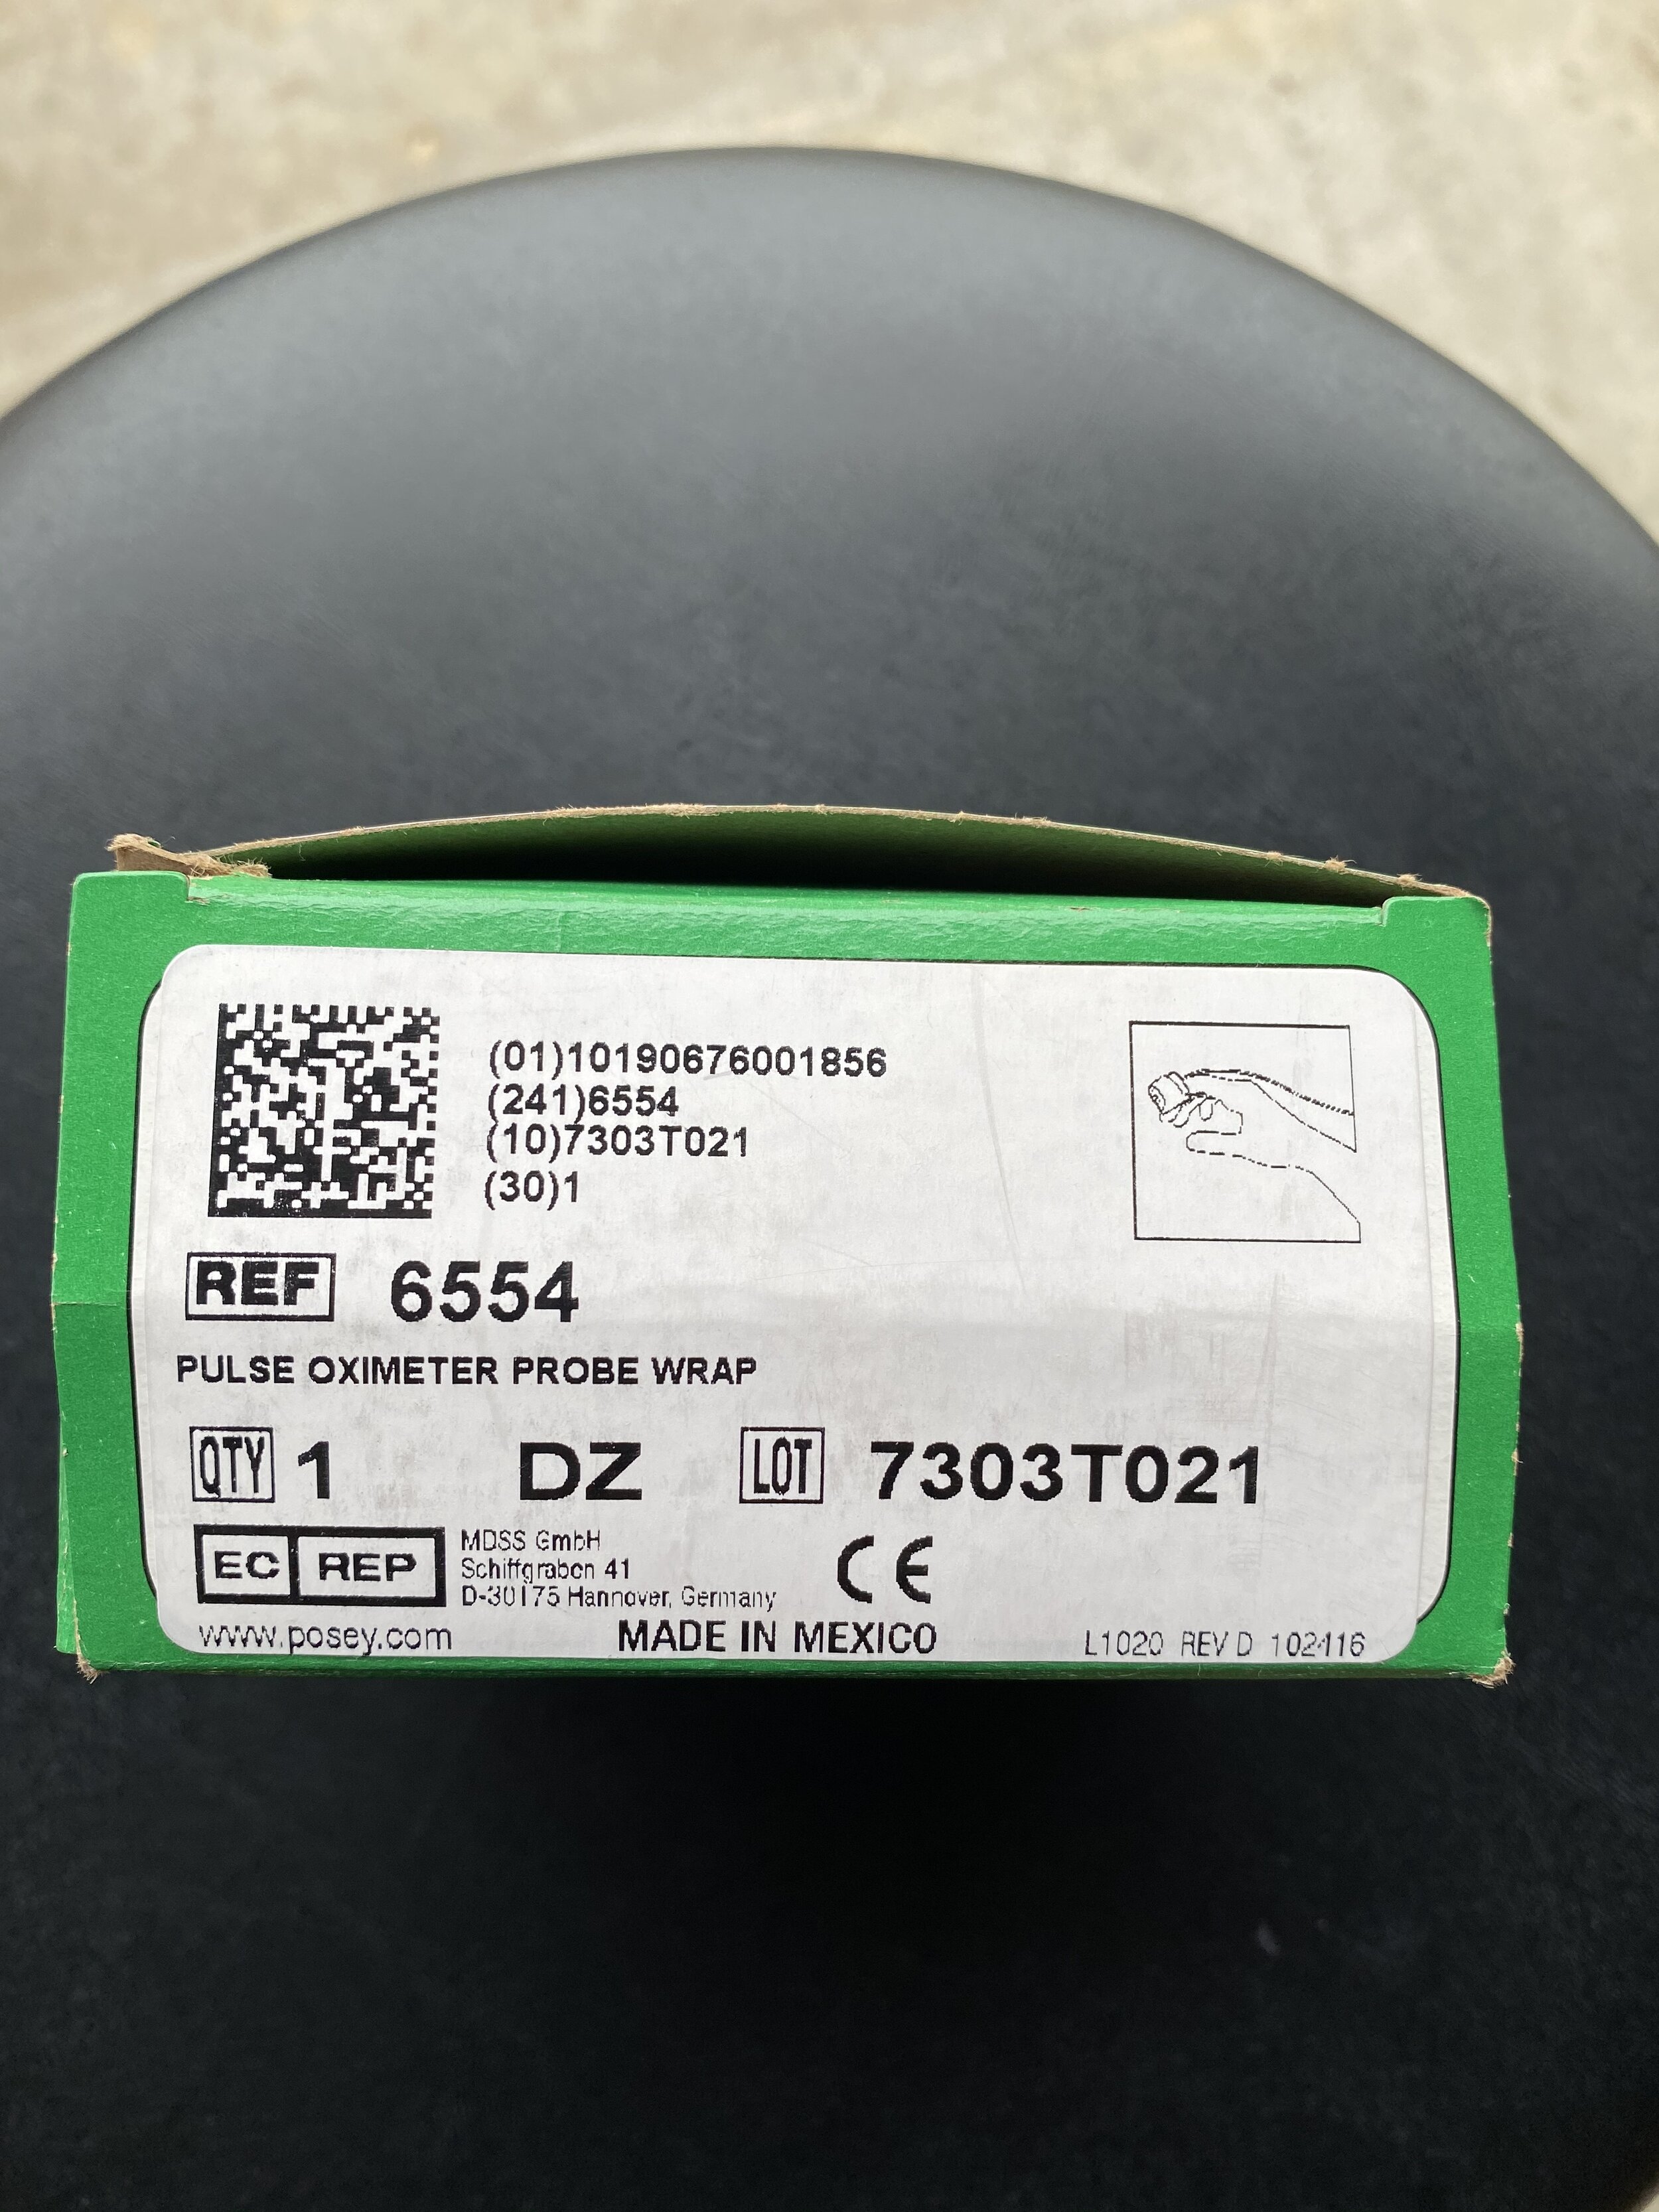 (01)10190676001856
(241)6554
(10)7303T021
(30)1
REF 6554
PULSE OXIMETER PROBE WRAP
QTY 1 DZ LOT 7303T021
EC REP MDSS GmbH
Schiffgraben 41
D-30175 Hannover, Germany
CE
www.posey.com MADE IN MEXICO L1020 REV D 102416